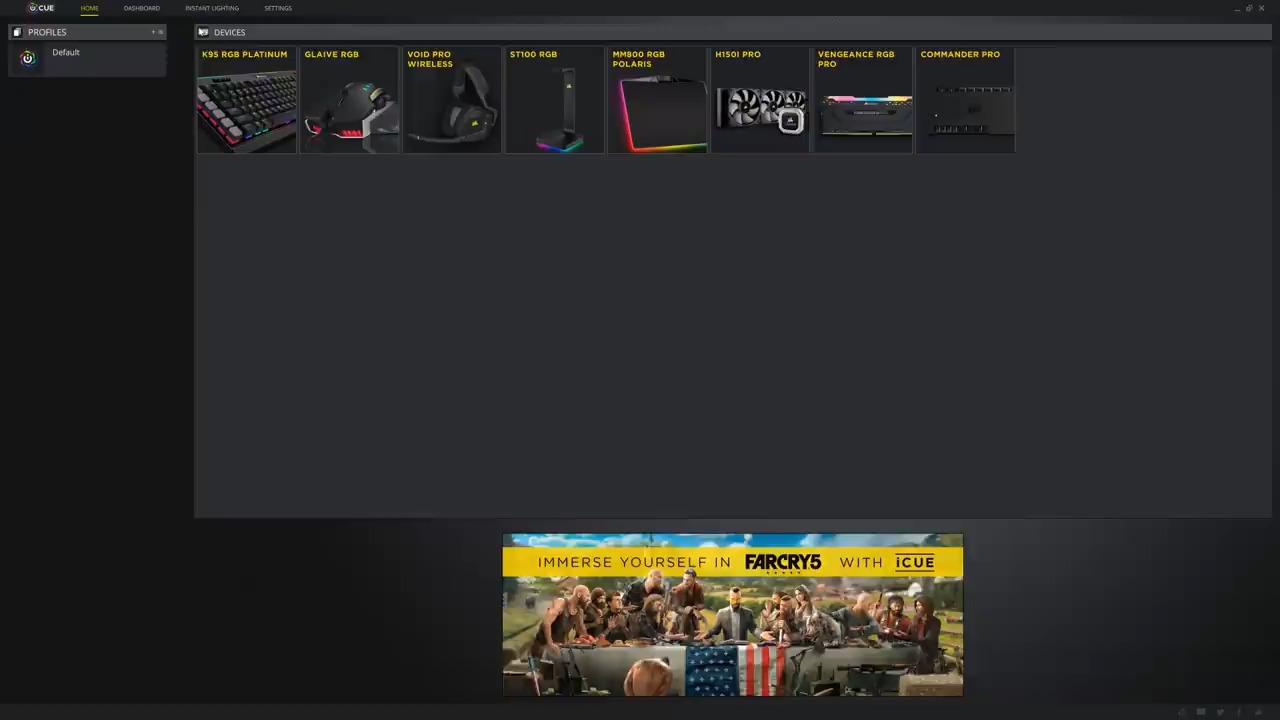 CUE HOME DASHBOARD INSTANT LIGHTING SETTINGS
PROFILES
Default
DEVICES
K95 RGB PLATINUM
GLAIVE RGB
VOID PRO
WIRELESS
ST100 RGB
MM800 RGB
POLARIS
H150I PRO
VENGEANCE RGB
PRO
COMMANDER PRO
IMMERSE YOURSELF IN FARCRY5 WITH iCUE